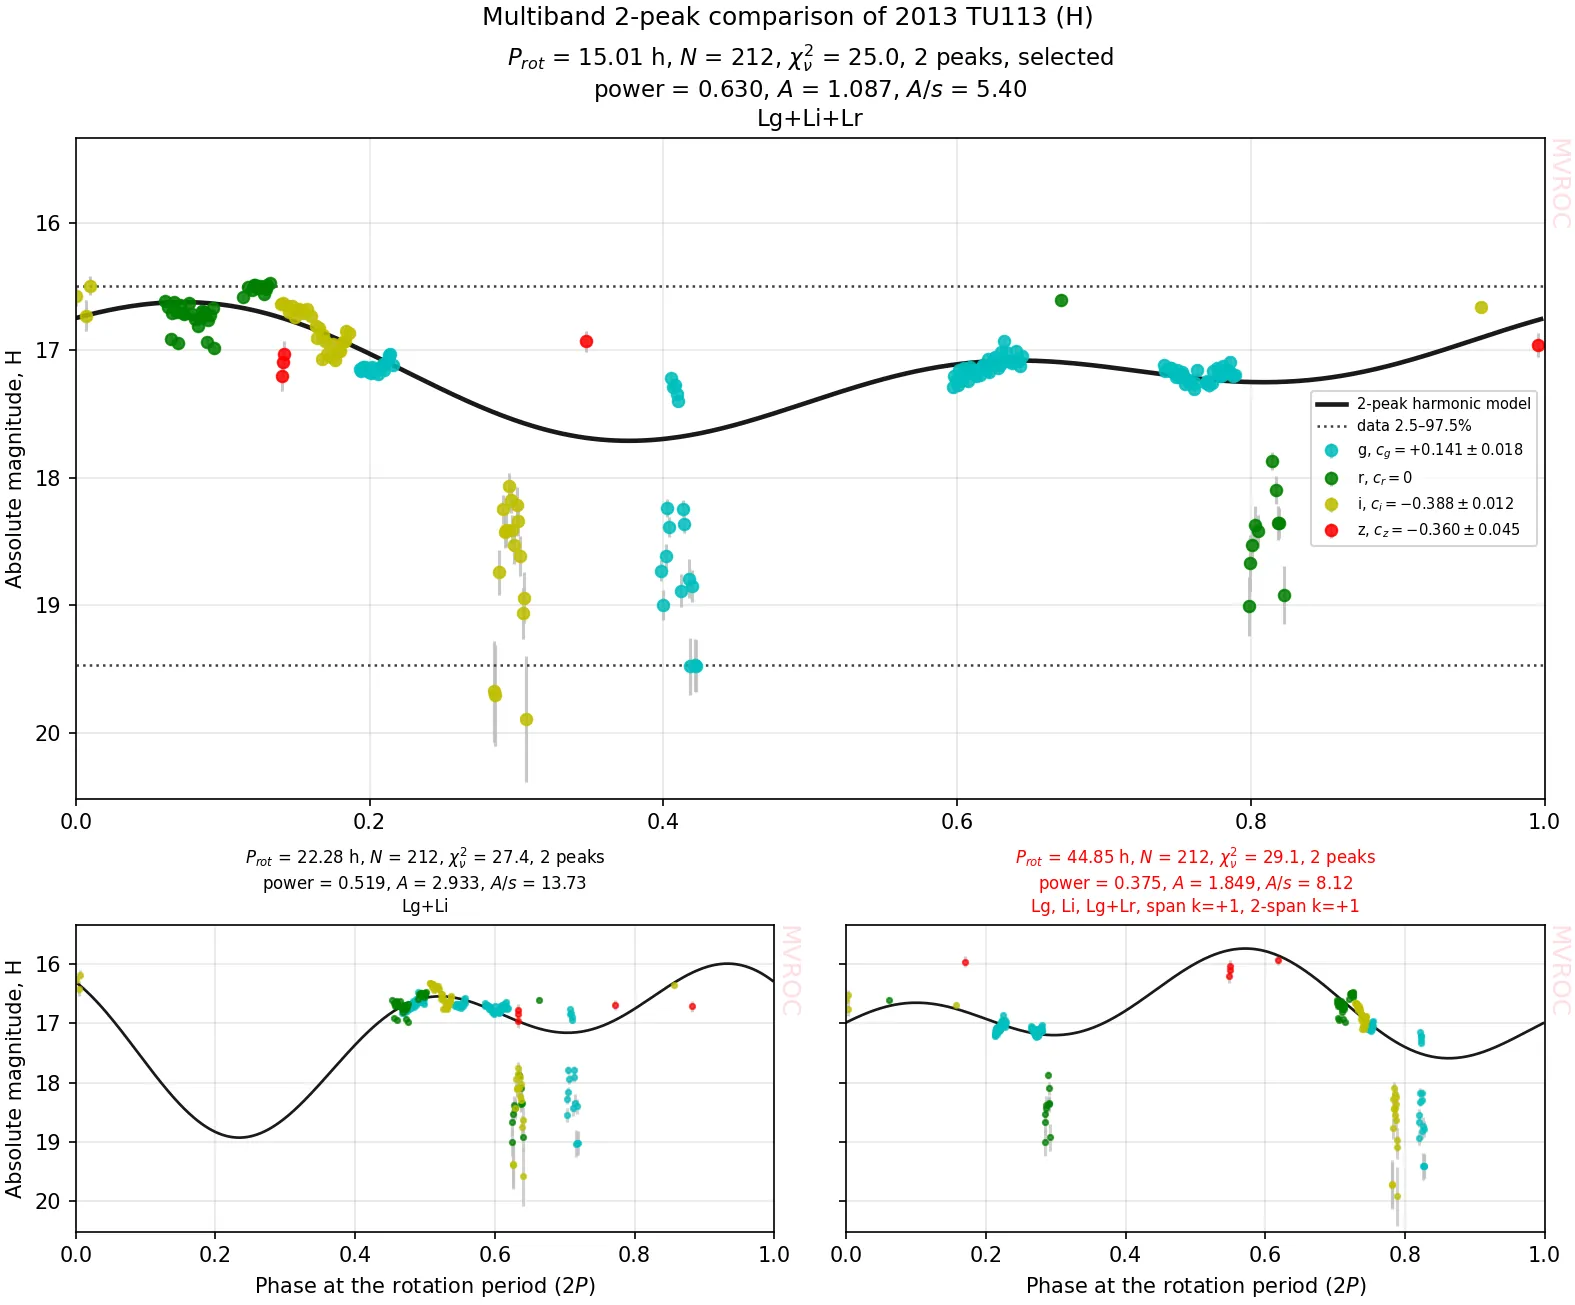 Multiband 2-peak comparison of 2013 TU113 (H)
P_rot = 15.01 h, N = 212, χ²_ν = 25.0, 2 peaks, selected
power = 0.630, A = 1.087, A/s = 5.40
Lg+Li+Lr
MVROC
Absolute magnitude, H
16
17
18
19
20
2-peak harmonic model
data 2.5–97.5%
g, c_g = +0.141 ± 0.018
r, c_r = 0
i, c_i = −0.388 ± 0.012
z, c_z = −0.360 ± 0.045
0.0 0.2 0.4 0.6 0.8 1.0
P_rot = 22.28 h, N = 212, χ²_ν = 27.4, 2 peaks
power = 0.519, A = 2.933, A/s = 13.73
Lg+Li
MVROC
Absolute magnitude, H
16
17
18
19
20
0.0 0.2 0.4 0.6 0.8 1.0
Phase at the rotation period (2P)
P_rot = 44.85 h, N = 212, χ²_ν = 29.1, 2 peaks
power = 0.375, A = 1.849, A/s = 8.12
Lg, Li, Lg+Lr, span k=+1, 2-span k=+1
MVROC
0.0 0.2 0.4 0.6 0.8 1.0
Phase at the rotation period (2P)